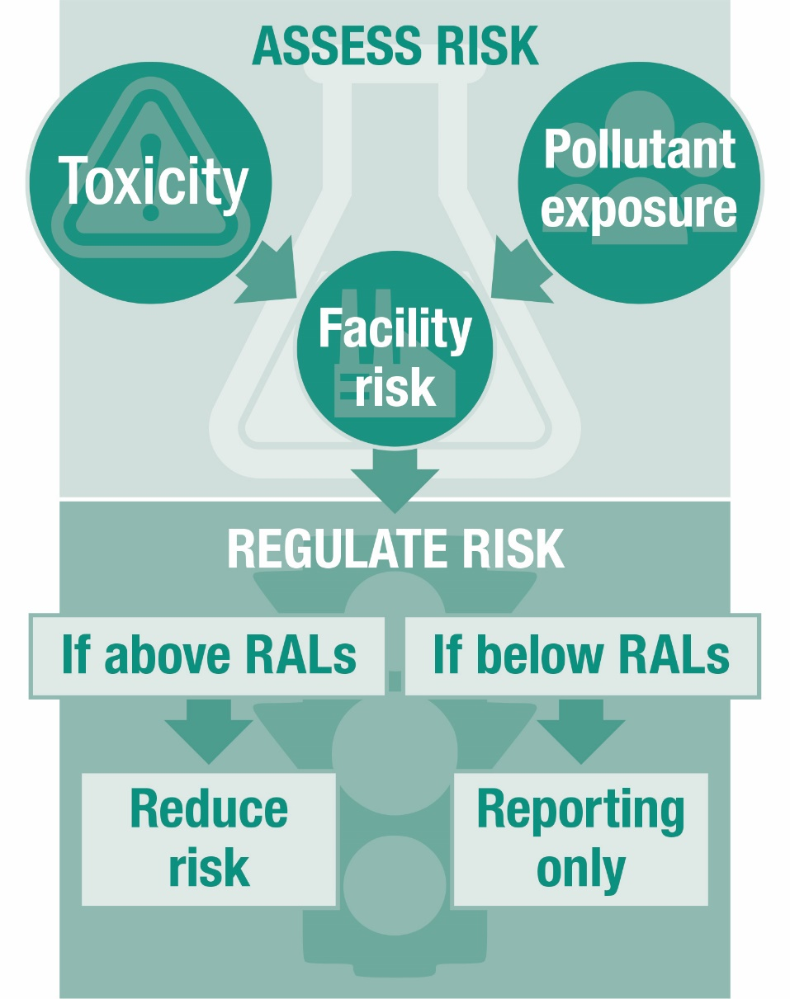 ASSESS RISK
Toxicity
Pollutant
exposure
Facility
risk
REGULATE RISK
If above RALs
If below RALs
Reduce
risk
Reporting
only